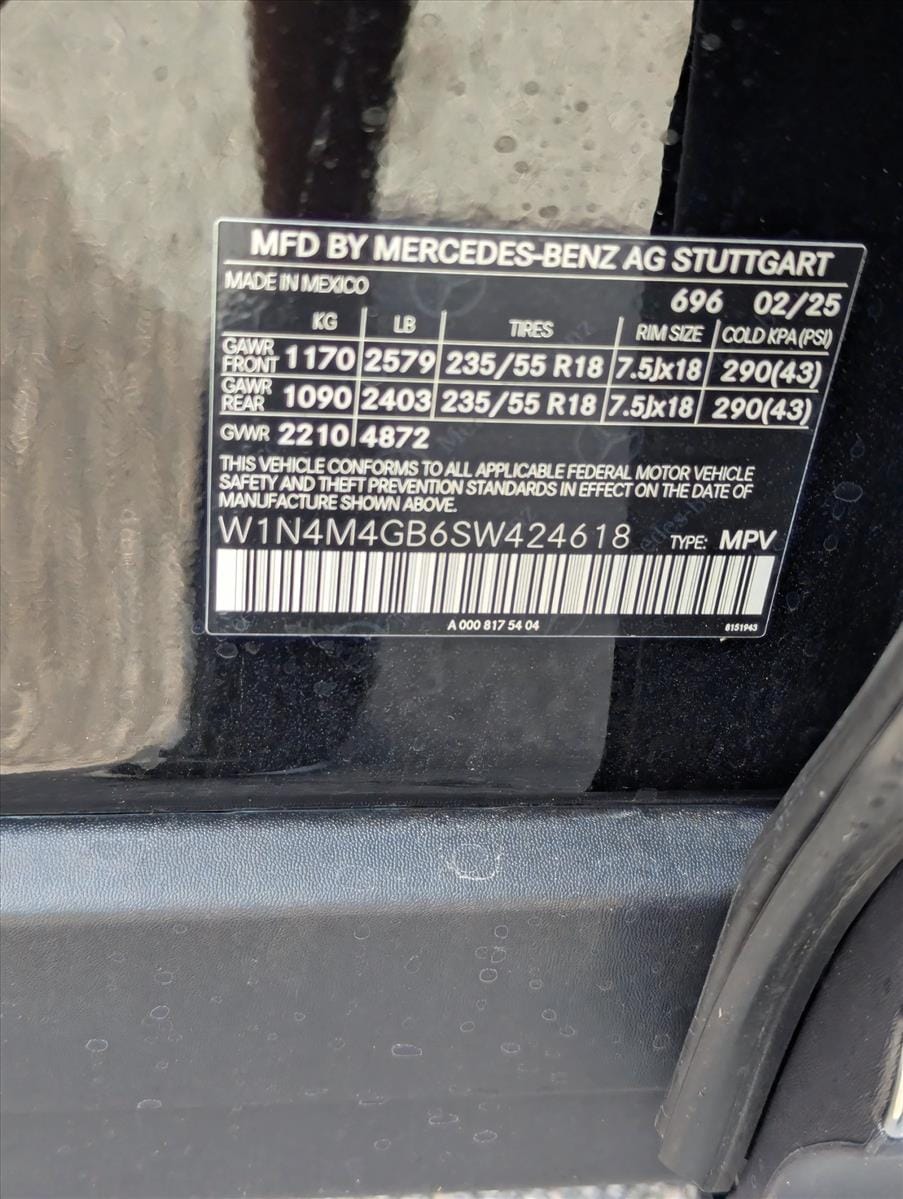 MFD BY MERCEDES-BENZ AG STUTTGART
MADE IN MEXICO 696 02/25
KG LB TIRES RIM SIZE COLD KPA(PSI)
GAWR FRONT 1170 2579 235/55 R18 7.5Jx18 290(43)
GAWR REAR 1090 2403 235/55 R18 7.5Jx18 290(43)
GVWR 2210 4872
THIS VEHICLE CONFORMS TO ALL APPLICABLE FEDERAL MOTOR VEHICLE
SAFETY AND THEFT PREVENTION STANDARDS IN EFFECT ON THE DATE OF
MANUFACTURE SHOWN ABOVE.
W1N4M4GB6SW424618 TYPE: MPV
A 000 817 54 04 8151943